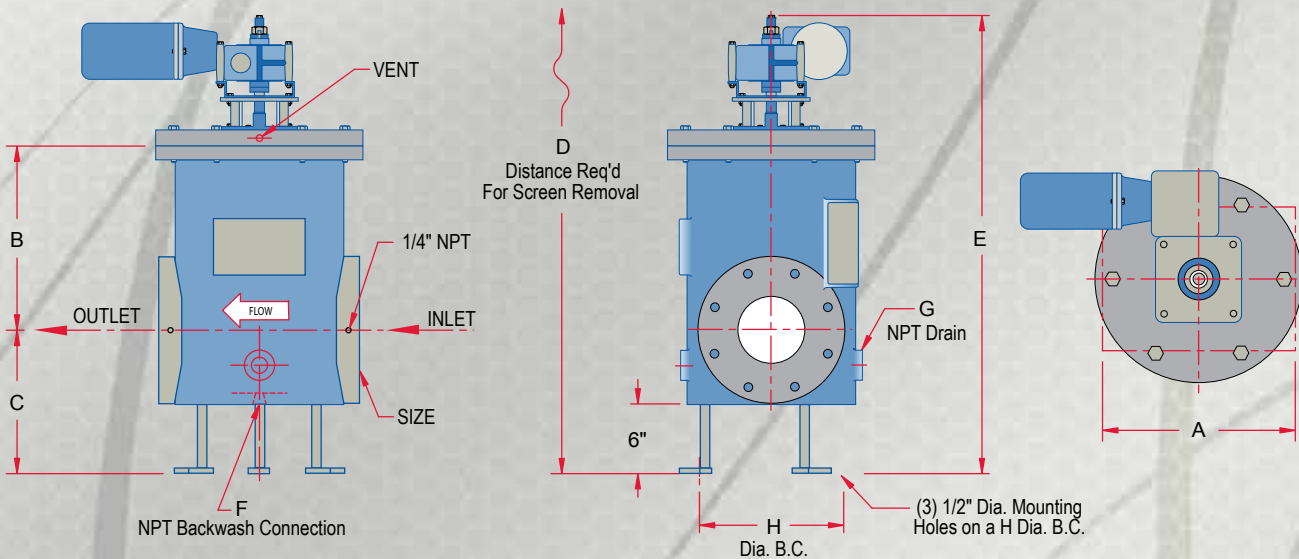 VENT
B
1/4" NPT
OUTLET
FLOW
INLET
C
SIZE
F
NPT Backwash Connection
D
Distance Req'd
For Screen Removal
E
G
NPT Drain
6"
H
Dia. B.C.
(3) 1/2" Dia. Mounting
Holes on a H Dia. B.C.
A